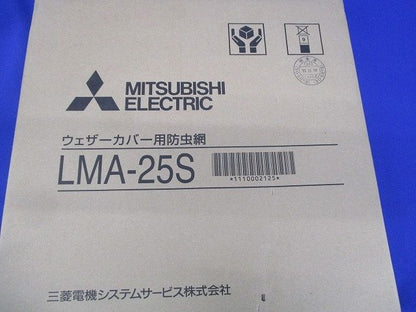 MITSUBISHI
ELECTRIC
ウェザーカバー用防虫網
LMA-25S
*1110002125*
三菱電機システムサービス株式会社